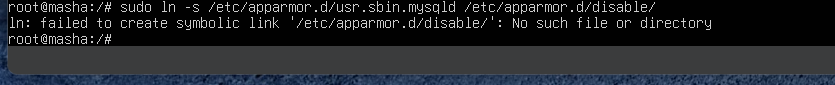 root@masha:/# sudo ln -s /etc/apparmor.d/usr.sbin.mysqld /etc/apparmor.d/disable/
ln: failed to create symbolic link '/etc/apparmor.d/disable/': No such file or directory
root@masha:/#